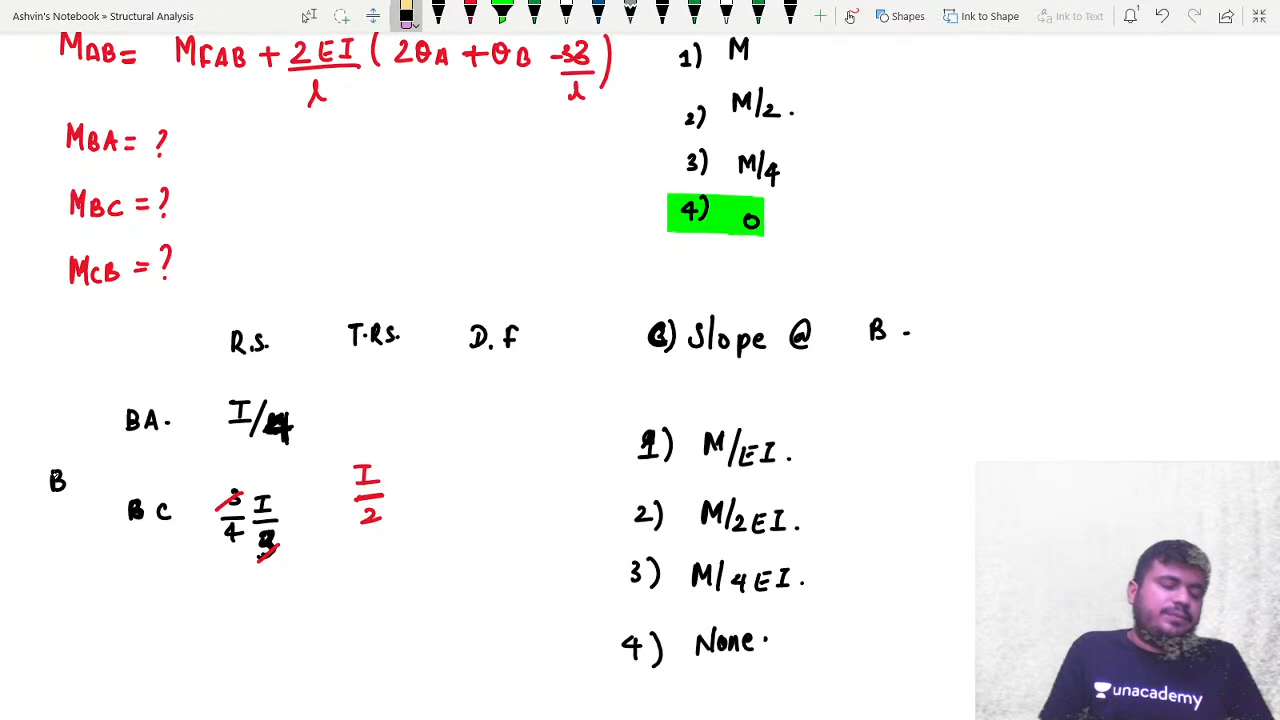 Ashvin's Notebook » Structural Analysis
Shapes
Ink to Shape
Ink to Text
MAB = MFAB + 2EI/l (2θA + θB - 3δ/l)
MBA = ?
MBC = ?
MCB = ?
1) M
2) M/2.
3) M/4
4) 0
R.S. T.R.S. D.F
BA. I/4
B
BC 3/4 I/3
I/2
Q) Slope @ B.
1) M/EI.
2) M/2EI.
3) M/4EI.
4) None.
unacademy